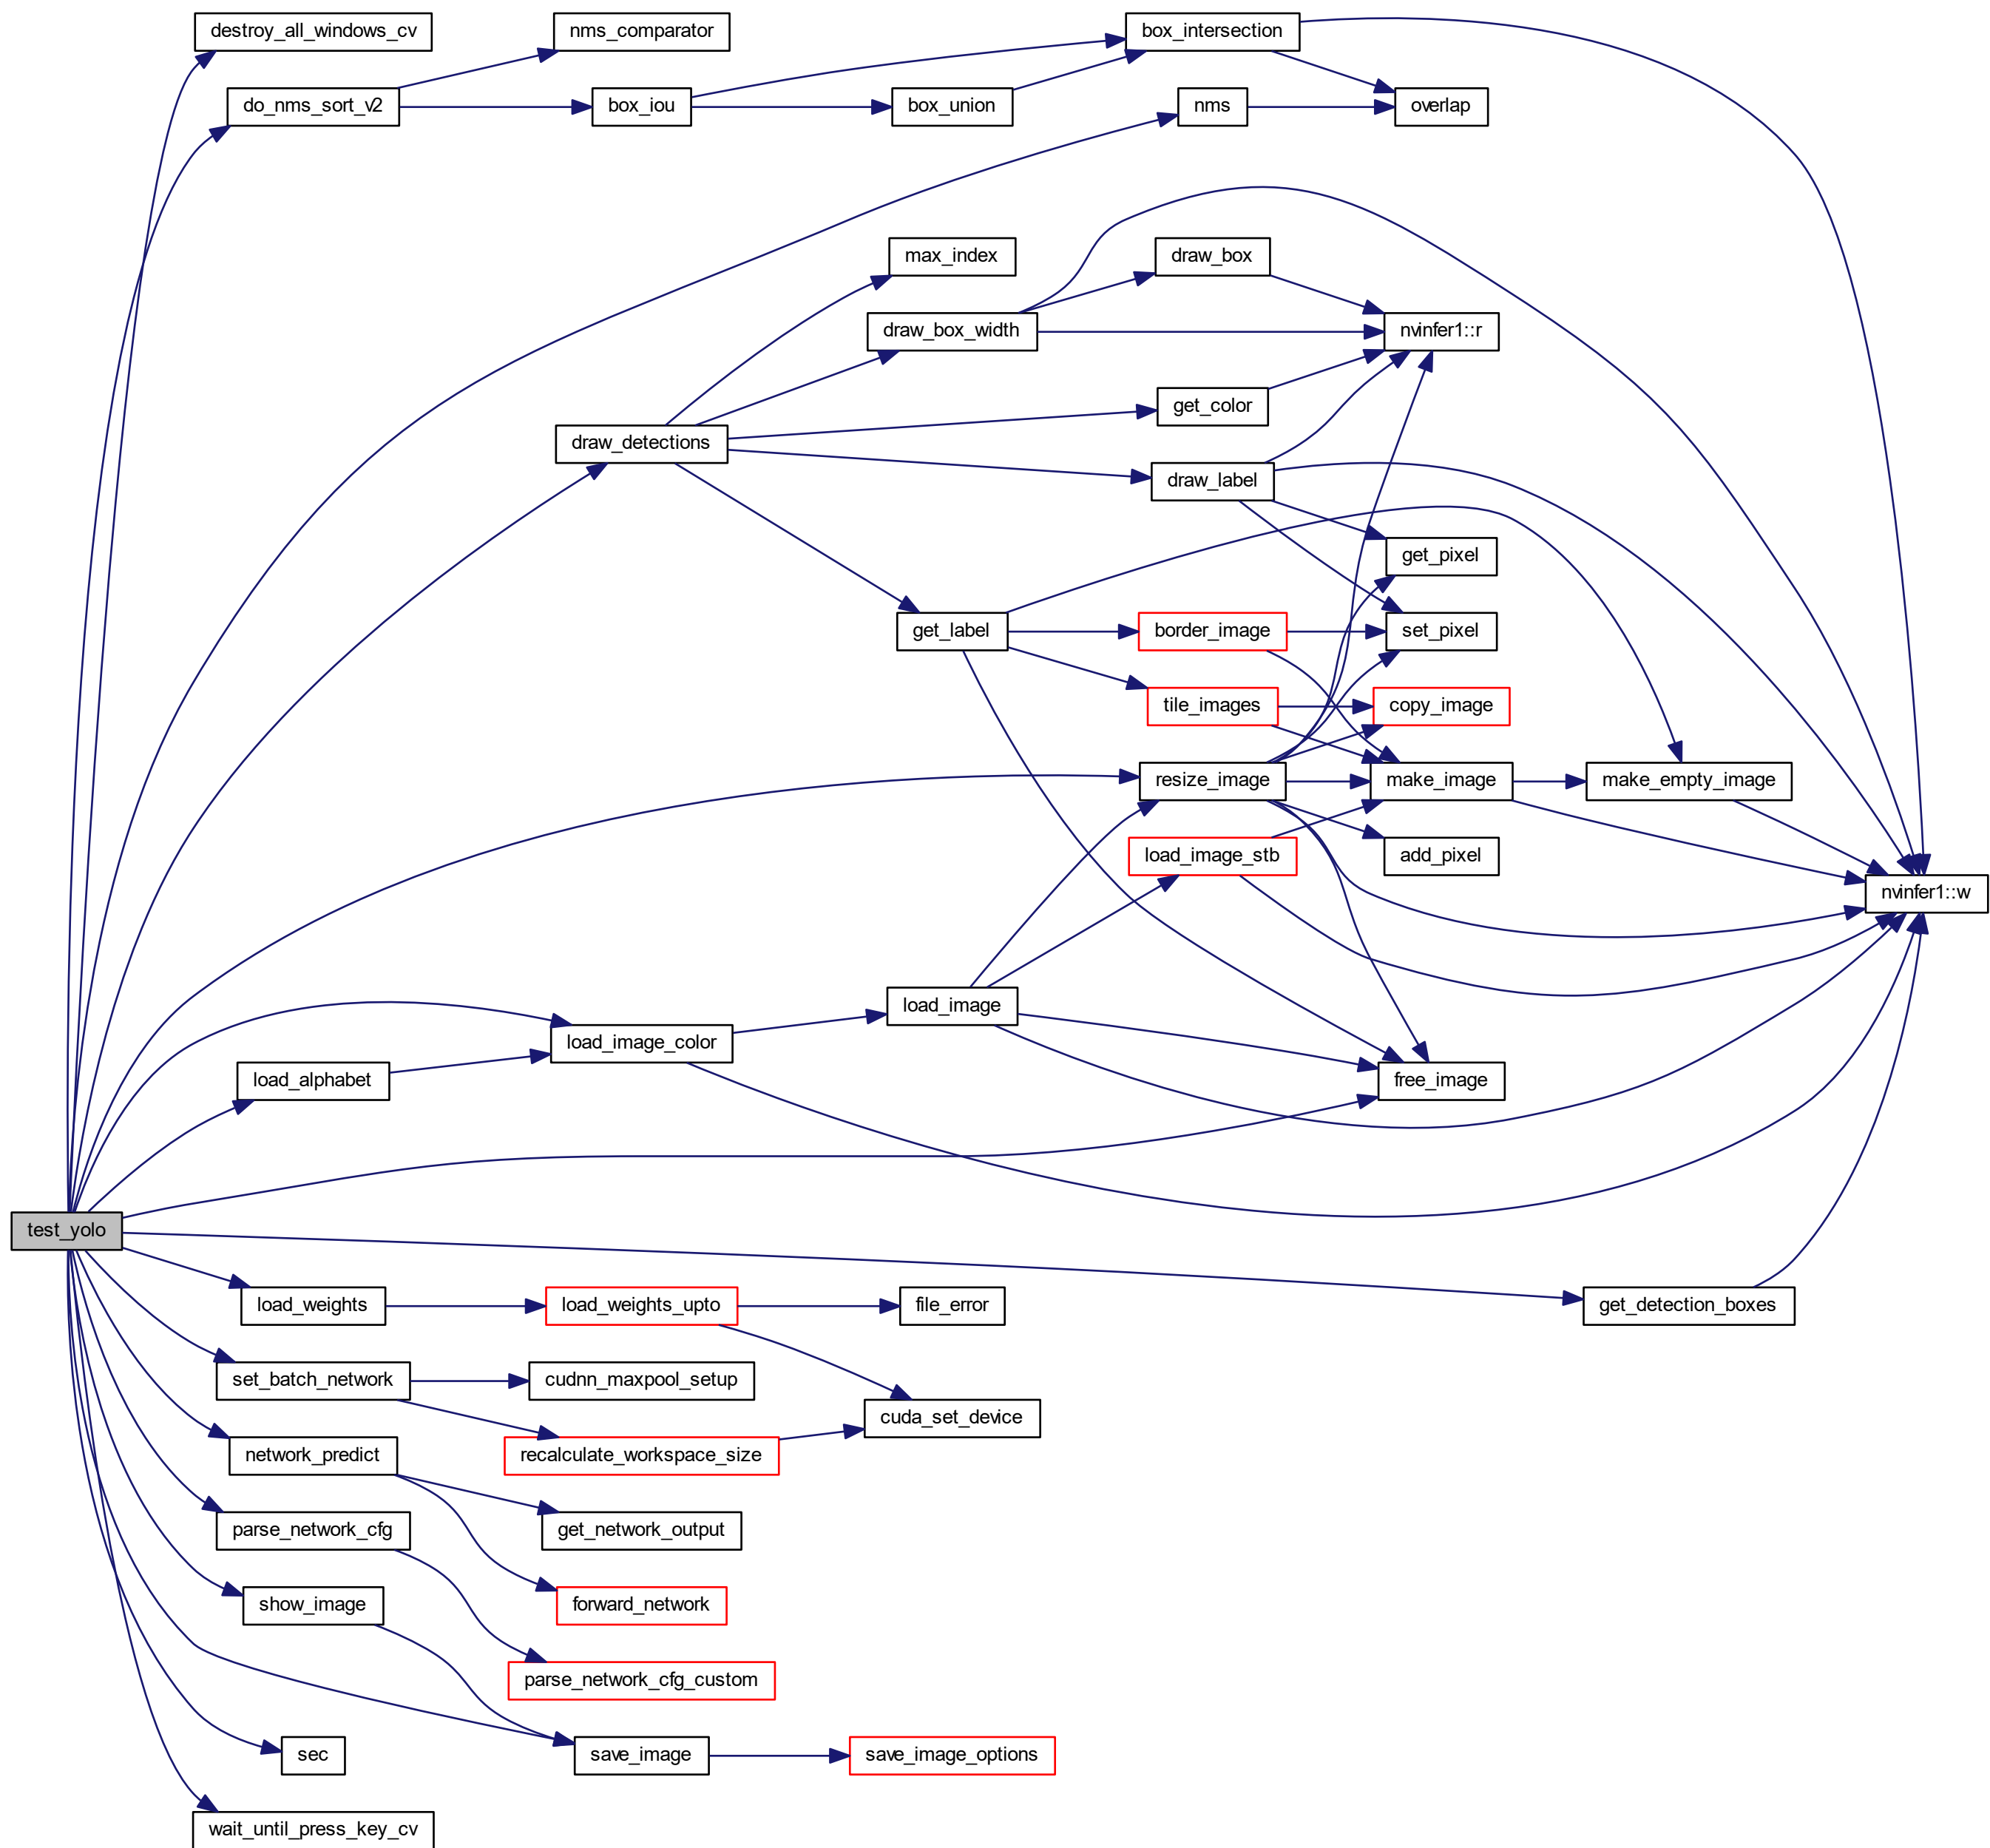 destroy_all_windows_cv
nms_comparator
box_intersection
do_nms_sort_v2
box_iou
box_union
nms
overlap
max_index
draw_box
draw_box_width
nvinfer1::r
get_color
draw_detections
draw_label
get_pixel
get_label
border_image
set_pixel
tile_images
copy_image
resize_image
make_image
make_empty_image
load_image_stb
add_pixel
nvinfer1::w
load_image
load_image_color
load_alphabet
free_image
test_yolo
load_weights
load_weights_upto
file_error
get_detection_boxes
set_batch_network
cudnn_maxpool_setup
cuda_set_device
network_predict
recalculate_workspace_size
parse_network_cfg
get_network_output
show_image
forward_network
parse_network_cfg_custom
sec
save_image
save_image_options
wait_until_press_key_cv